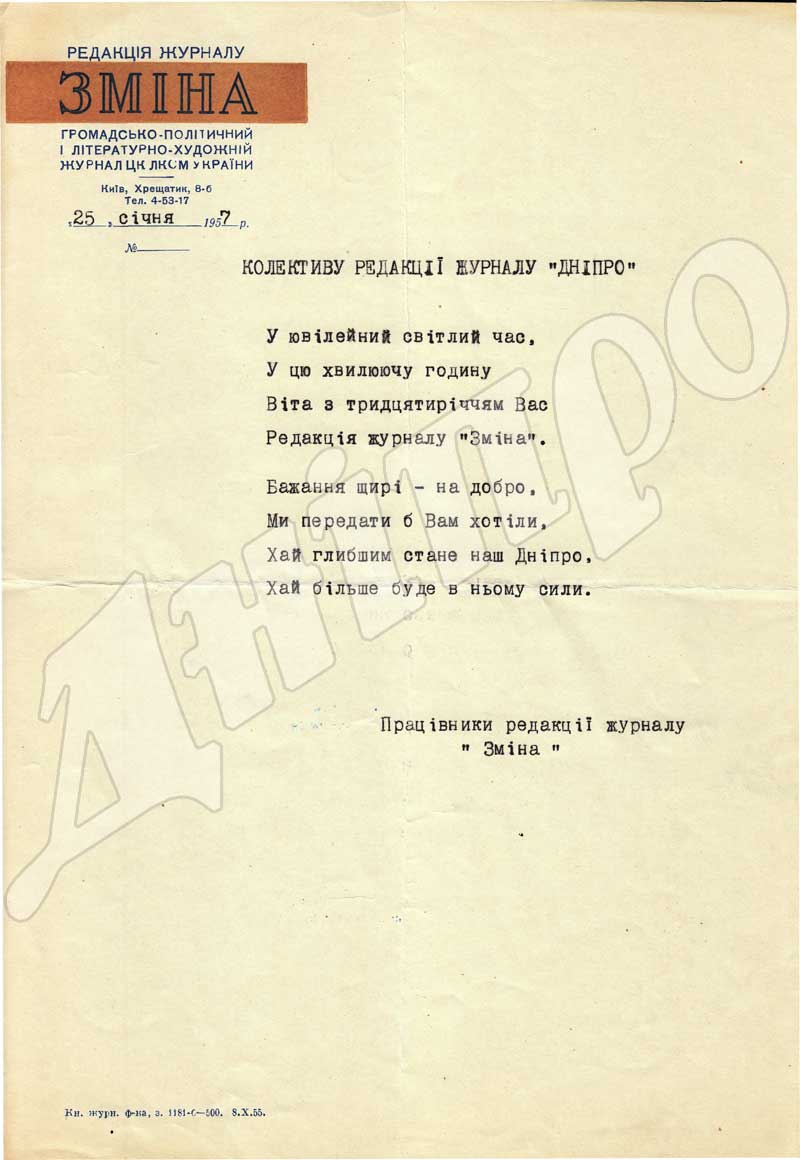 РЕДАКЦІЯ ЖУРНАЛУ
ЗМІНА
ГРОМАДСЬКО-ПОЛІТИЧНИЙ
І ЛІТЕРАТУРНО-ХУДОЖНІЙ
ЖУРНАЛ ЦК ЛКСМ УКРАЇНИ
Київ, Хрещатик, 8-б
Тел. 4-53-17
„25 „ січня 1957 р.
№
КОЛЕКТИВУ РЕДАКЦІЇ ЖУРНАЛУ "ДНІПРО"
У ювілейний світлий час,
У цю хвилюючу годину
Віта з тридцятиріччям Вас
Редакція журналу "Зміна".
Бажання щирі - на добро,
Ми передати б Вам хотіли,
Хай глибшим стане наш Дніпро,
Хай більше буде в ньому сили.
Працівники редакції журналу
" Зміна "
Дніпро
Кн. журн. ф-ка, з. 1181-6—500. 8.X.55.